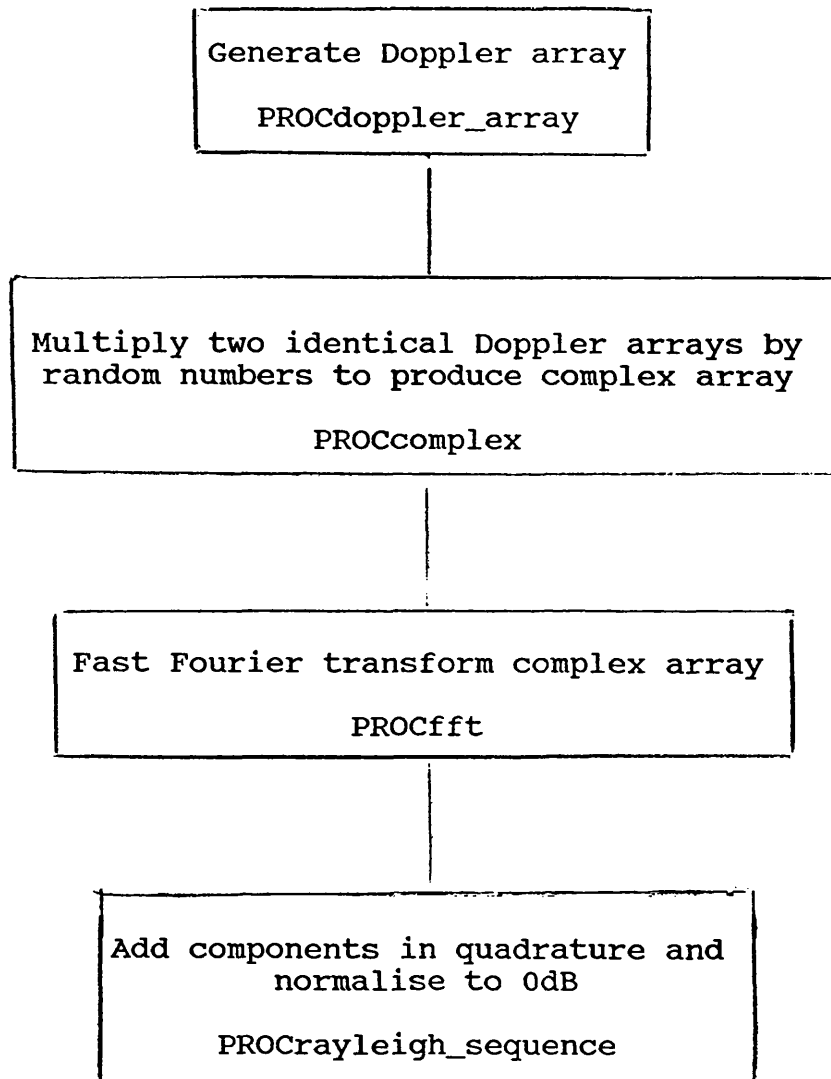 Generate Doppler array
PROCdoppler_array
Multiply two identical Doppler arrays by
random numbers to produce complex array
PROCcomplex
Fast Fourier transform complex array
PROCfft
Add components in quadrature and
normalise to 0dB
PROCrayleigh_sequence